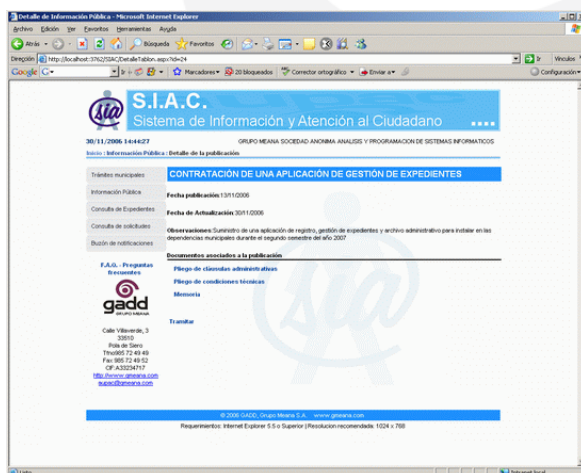 Detalle de Información Pública - Microsoft Internet Explorer
Archivo Edición Ver Favoritos Herramientas Ayuda
Atrás Búsqueda Favoritos
Dirección http://localhost:3762/SIAC/DetalleTablon.aspx?id=24 Ir Vínculos
Google G Ir Marcadores 20 bloqueados Corrector ortográfico Enviar a Configuración
sia
S.I.A.C.
Sistema de Información y Atención al Ciudadano
30/11/2006 14:44:27 GRUPO MEANA SOCIEDAD ANONIMA ANALISIS Y PROGRAMACION DE SISTEMAS INFORMATICOS
Inicio : Información Pública : Detalle de la publicación
Trámites municipales
Información Pública
Consulta de Expedientes
Consulta de solicitudes
Buzón de notificaciones
F.A.Q. - Preguntas
frecuentes
gadd
GRUPO MEANA
Calle Villaverde, 3
33510
Pola de Siero
Tfno985 72 49 49
Fax 985 72 49 52
CIF:A33234717
http://www.gmeana.com
supac@gmeana.com
CONTRATACIÓN DE UNA APLICACIÓN DE GESTIÓN DE EXPEDIENTES
Fecha publicación:13/11/2006
Fecha de Actualización:30/11/2006
Observaciones:Suministro de una aplicación de registro, gestión de expedientes y archivo administrativo para instalar en las
dependencias municipales durante el segundo semestre del año 2007
Documentos asociados a la publicación
Pliego de cláusulas administrativas
Pliego de condiciones técnicas
Memoria
Tramitar
© 2006 GADD, Grupo Meana S.A. www.gmeana.com
Requerimientos: Internet Explorer 5.5 o Superior | Resolucion recomendada: 1024 x 768
Listo Intranet local